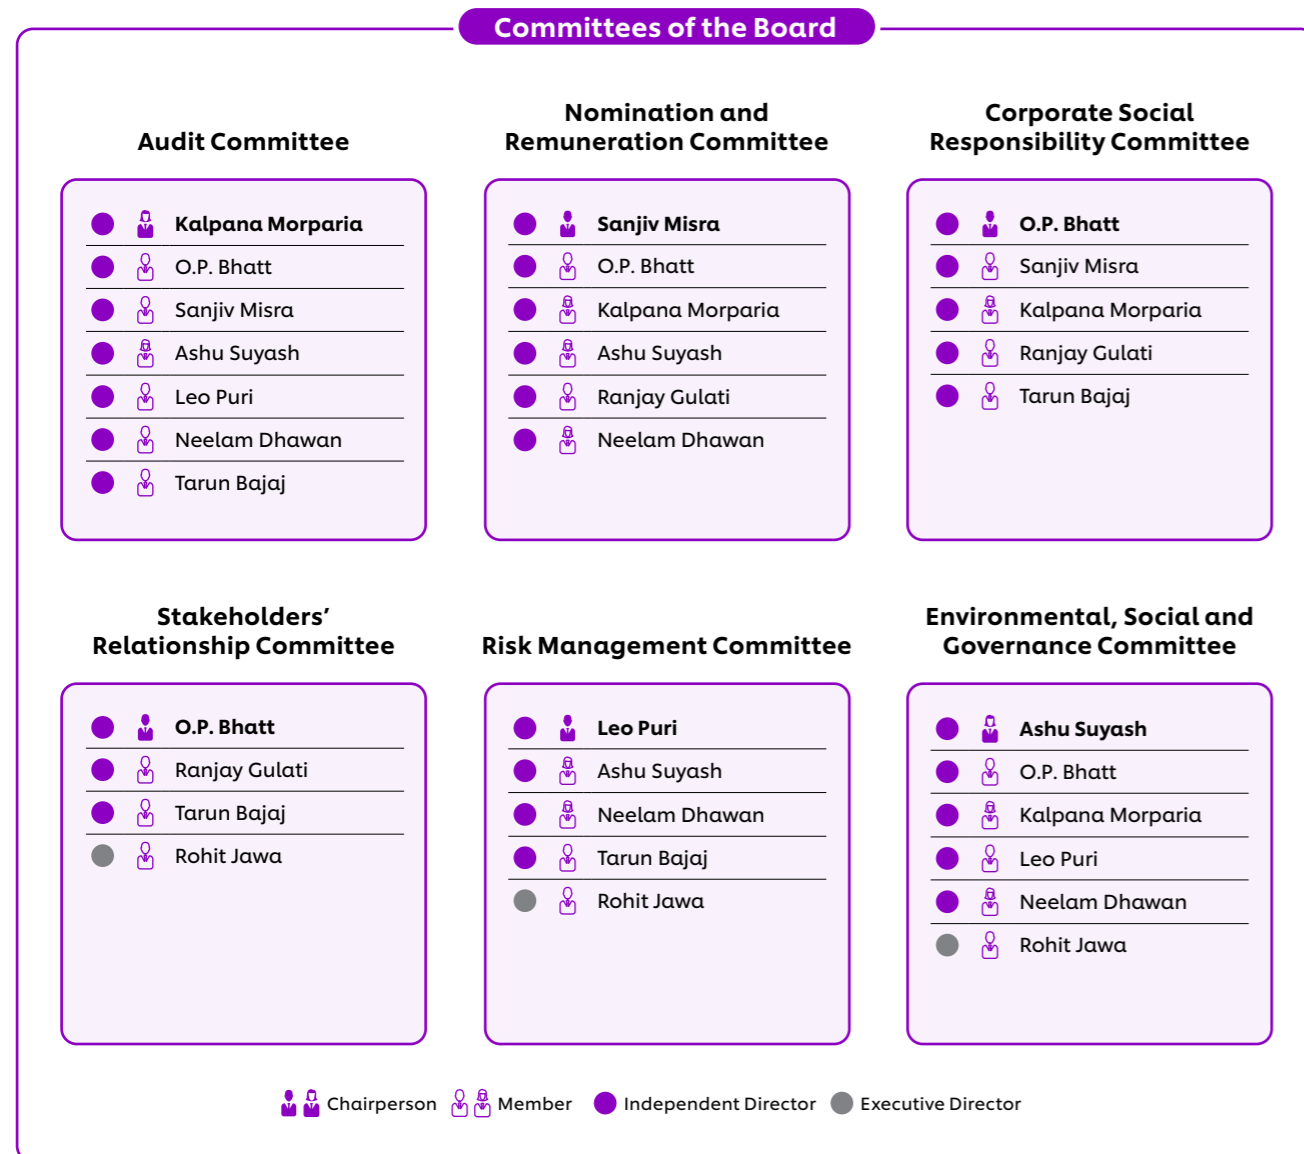 Committees of the Board
Audit Committee
Kalpana Morparia
O.P. Bhatt
Sanjiv Misra
Ashu Suyash
Leo Puri
Neelam Dhawan
Tarun Bajaj
Nomination and
Remuneration Committee
Sanjiv Misra
O.P. Bhatt
Kalpana Morparia
Ashu Suyash
Ranjay Gulati
Neelam Dhawan
Corporate Social
Responsibility Committee
O.P. Bhatt
Sanjiv Misra
Kalpana Morparia
Ranjay Gulati
Tarun Bajaj
Stakeholders’
Relationship Committee
O.P. Bhatt
Ranjay Gulati
Tarun Bajaj
Rohit Jawa
Risk Management Committee
Leo Puri
Ashu Suyash
Neelam Dhawan
Tarun Bajaj
Rohit Jawa
Environmental, Social and
Governance Committee
Ashu Suyash
O.P. Bhatt
Kalpana Morparia
Leo Puri
Neelam Dhawan
Rohit Jawa
Chairperson Member Independent Director Executive Director